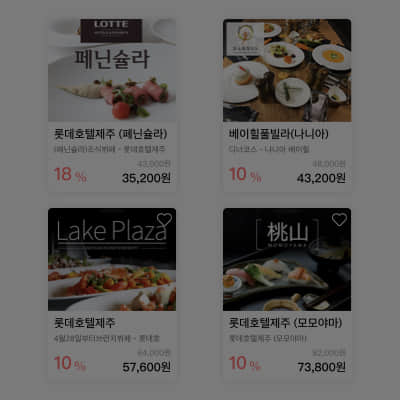 LOTTE
페닌슐라
롯데호텔제주 (페닌슐라)
(페닌슐라)조식뷔페 - 롯데호텔제주
43,000원
18 %
35,200원
베이힐풀빌라(나니아)
디너코스 - 나니아 베이힐
48,000원
10 %
43,200원
Lake Plaza
롯데호텔제주
4월28일부터브런치뷔페 - 롯데호
64,000원
10 %
57,600원
桃山
MOMOYAMA
롯데호텔제주 (모모야마)
롯데호텔제주 (모모야마)
82,000원
10 %
73,800원